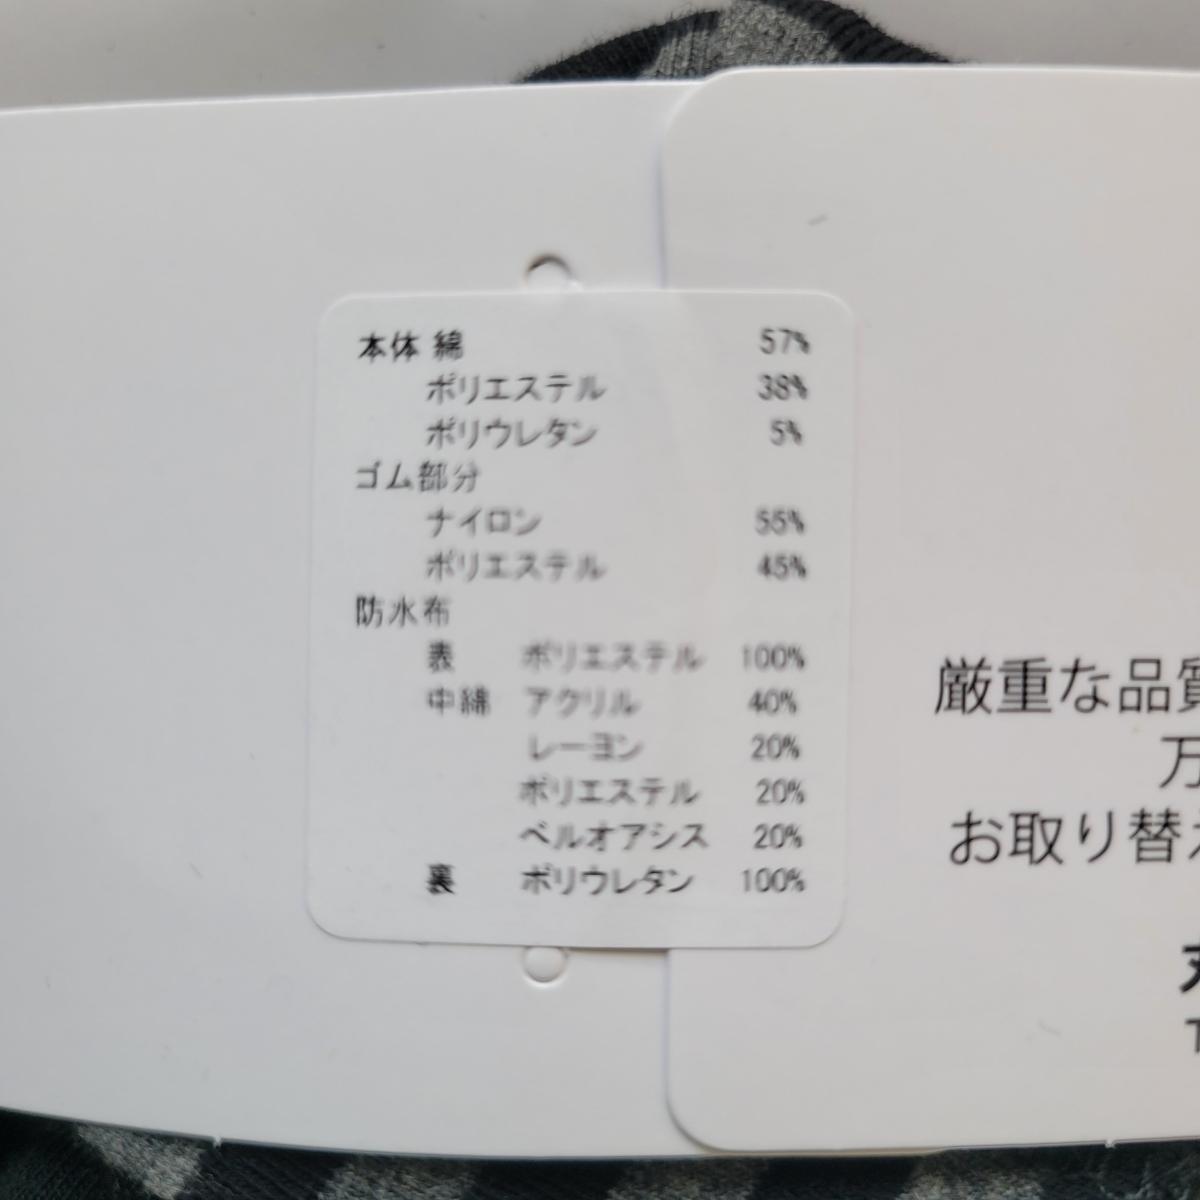 本体 綿 57%
ポリエステル 38%
ポリウレタン 5%
ゴム部分
ナイロン 55%
ポリエステル 45%
防水布
表 ポリエステル 100%
中綿 アクリル 40%
レーヨン 20%
ポリエステル 20%
ベルオアシス 20%
裏 ポリウレタン 100%
厳重な品質
万
お取り替え